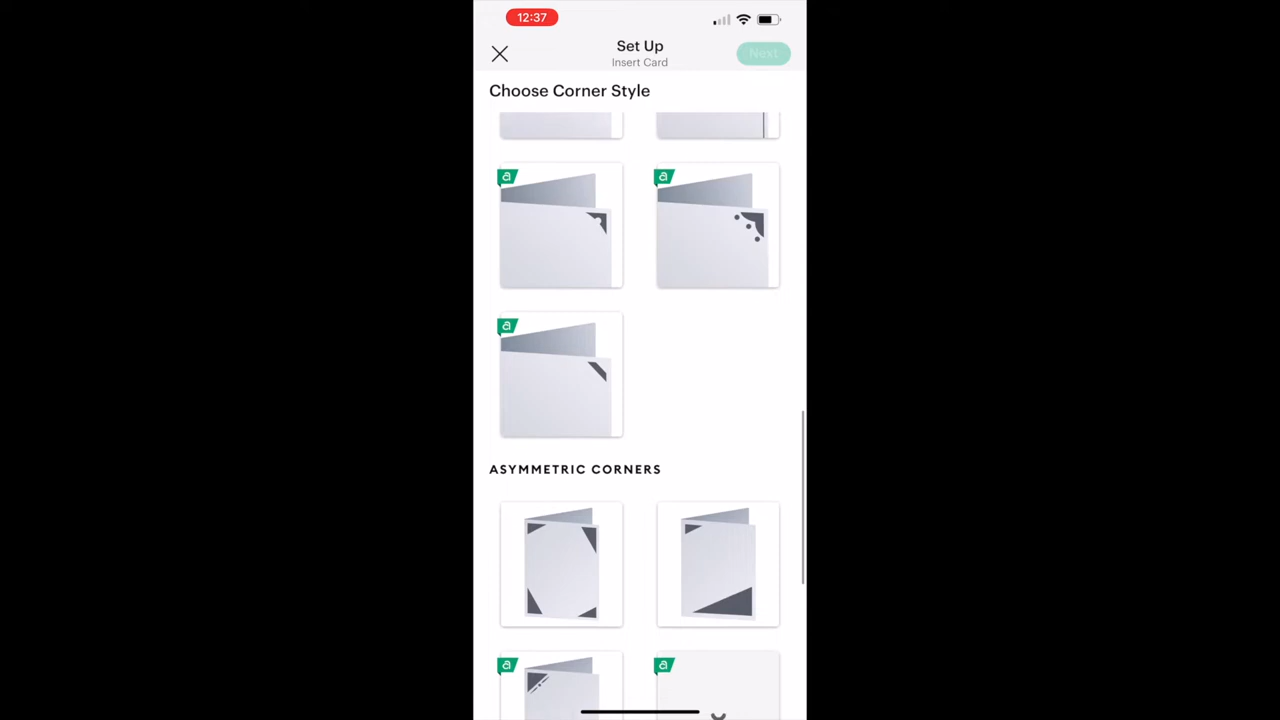 12:37
Set Up
Next
Insert Card
Choose Corner Style
a
a
a
ASYMMETRIC CORNERS
a
a